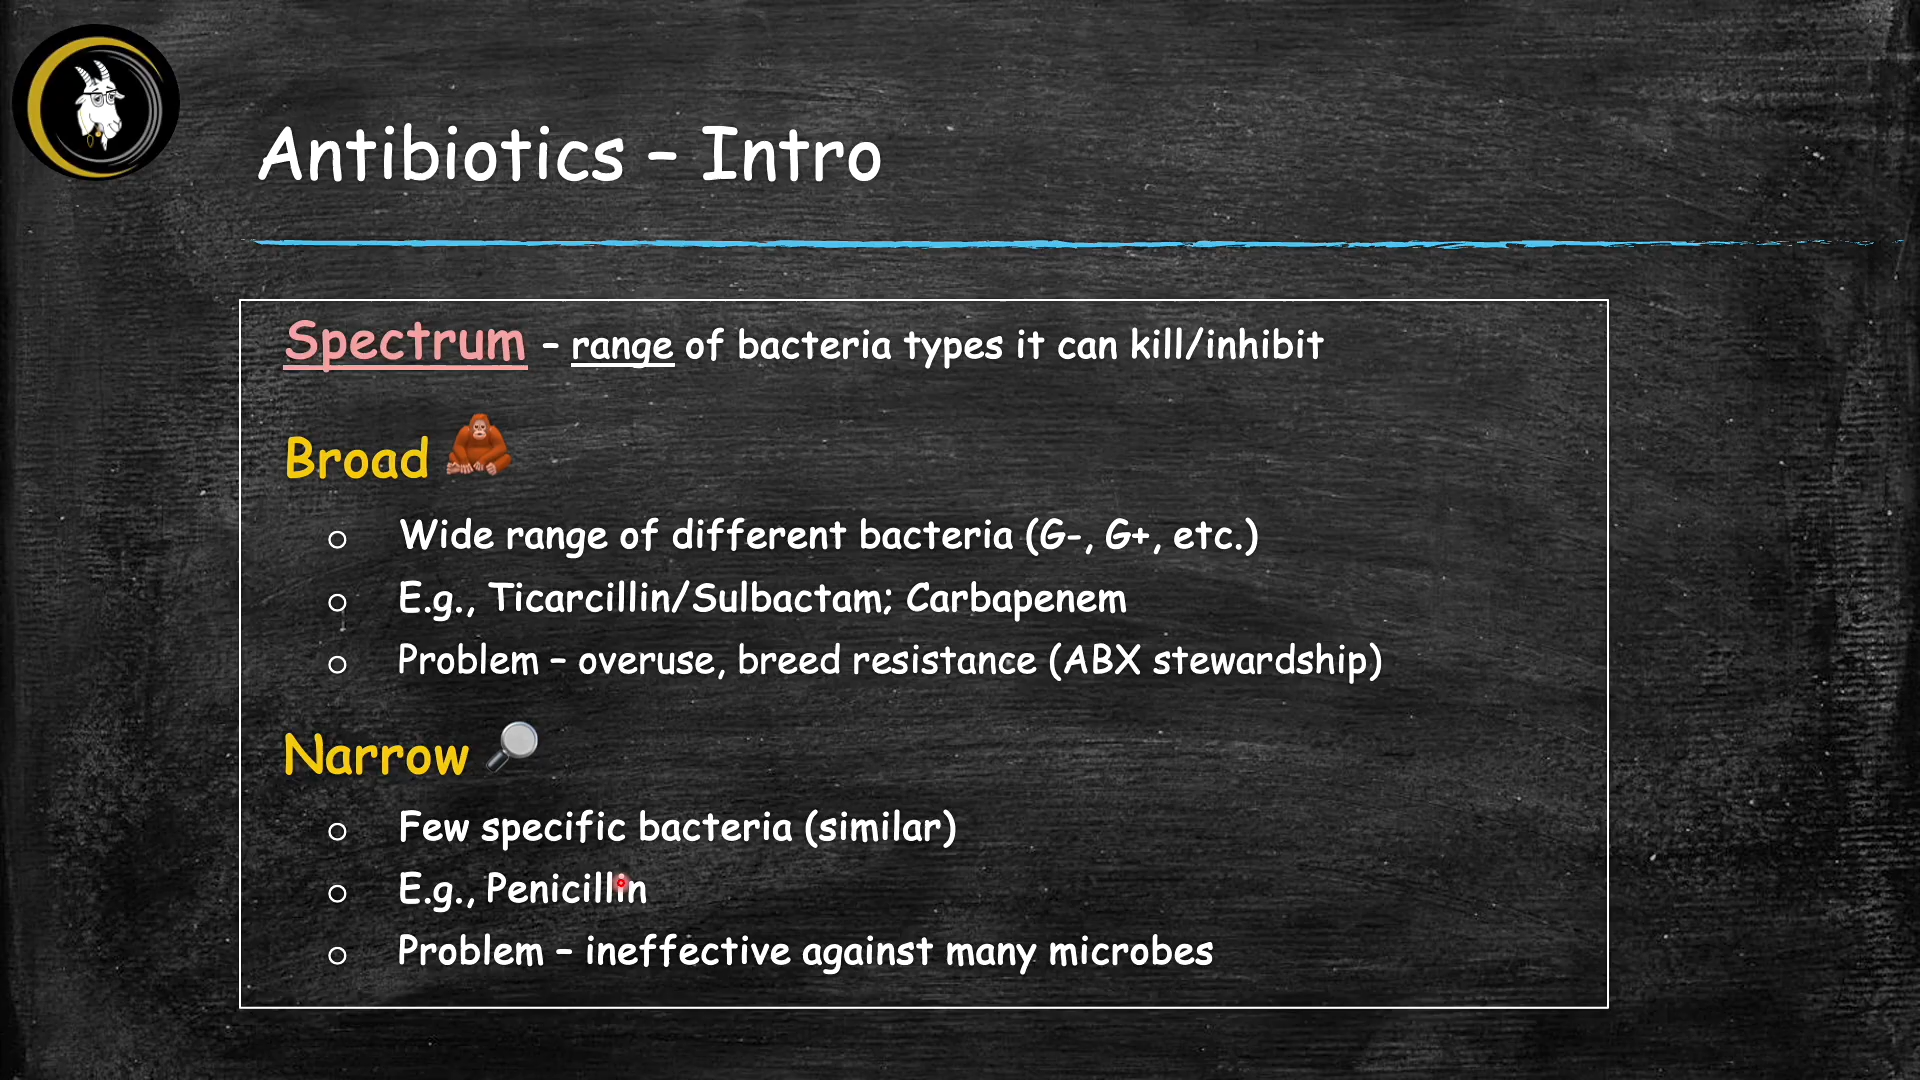 Antibiotics – Intro
Spectrum – range of bacteria types it can kill/inhibit
Broad
Wide range of different bacteria (G-, G+, etc.)
E.g., Ticarcillin/Sulbactam; Carbapenem
Problem – overuse, breed resistance (ABX stewardship)
Narrow
Few specific bacteria (similar)
E.g., Penicillin
Problem – ineffective against many microbes